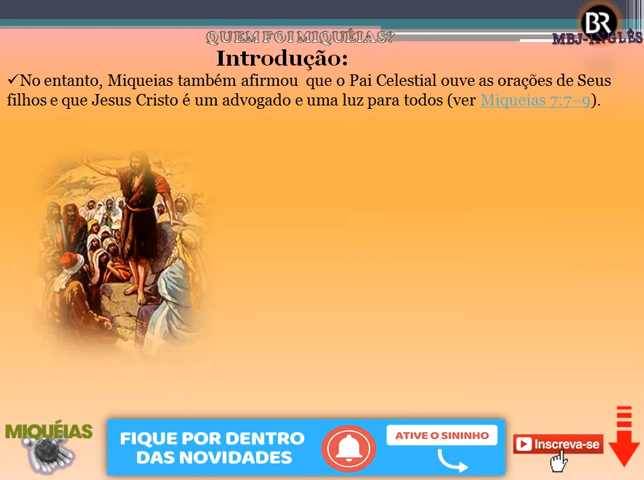 BR
QUEM FOI MIQUÉIAS?
MBJ-INGLÊS
Introdução:
✓No entanto, Miqueias também afirmou que o Pai Celestial ouve as orações de Seus
filhos e que Jesus Cristo é um advogado e uma luz para todos (ver Miqueias 7:7–9).
MIQUÉIAS
FIQUE POR DENTRO
DAS NOVIDADES
ATIVE O SININHO
Inscreva-se